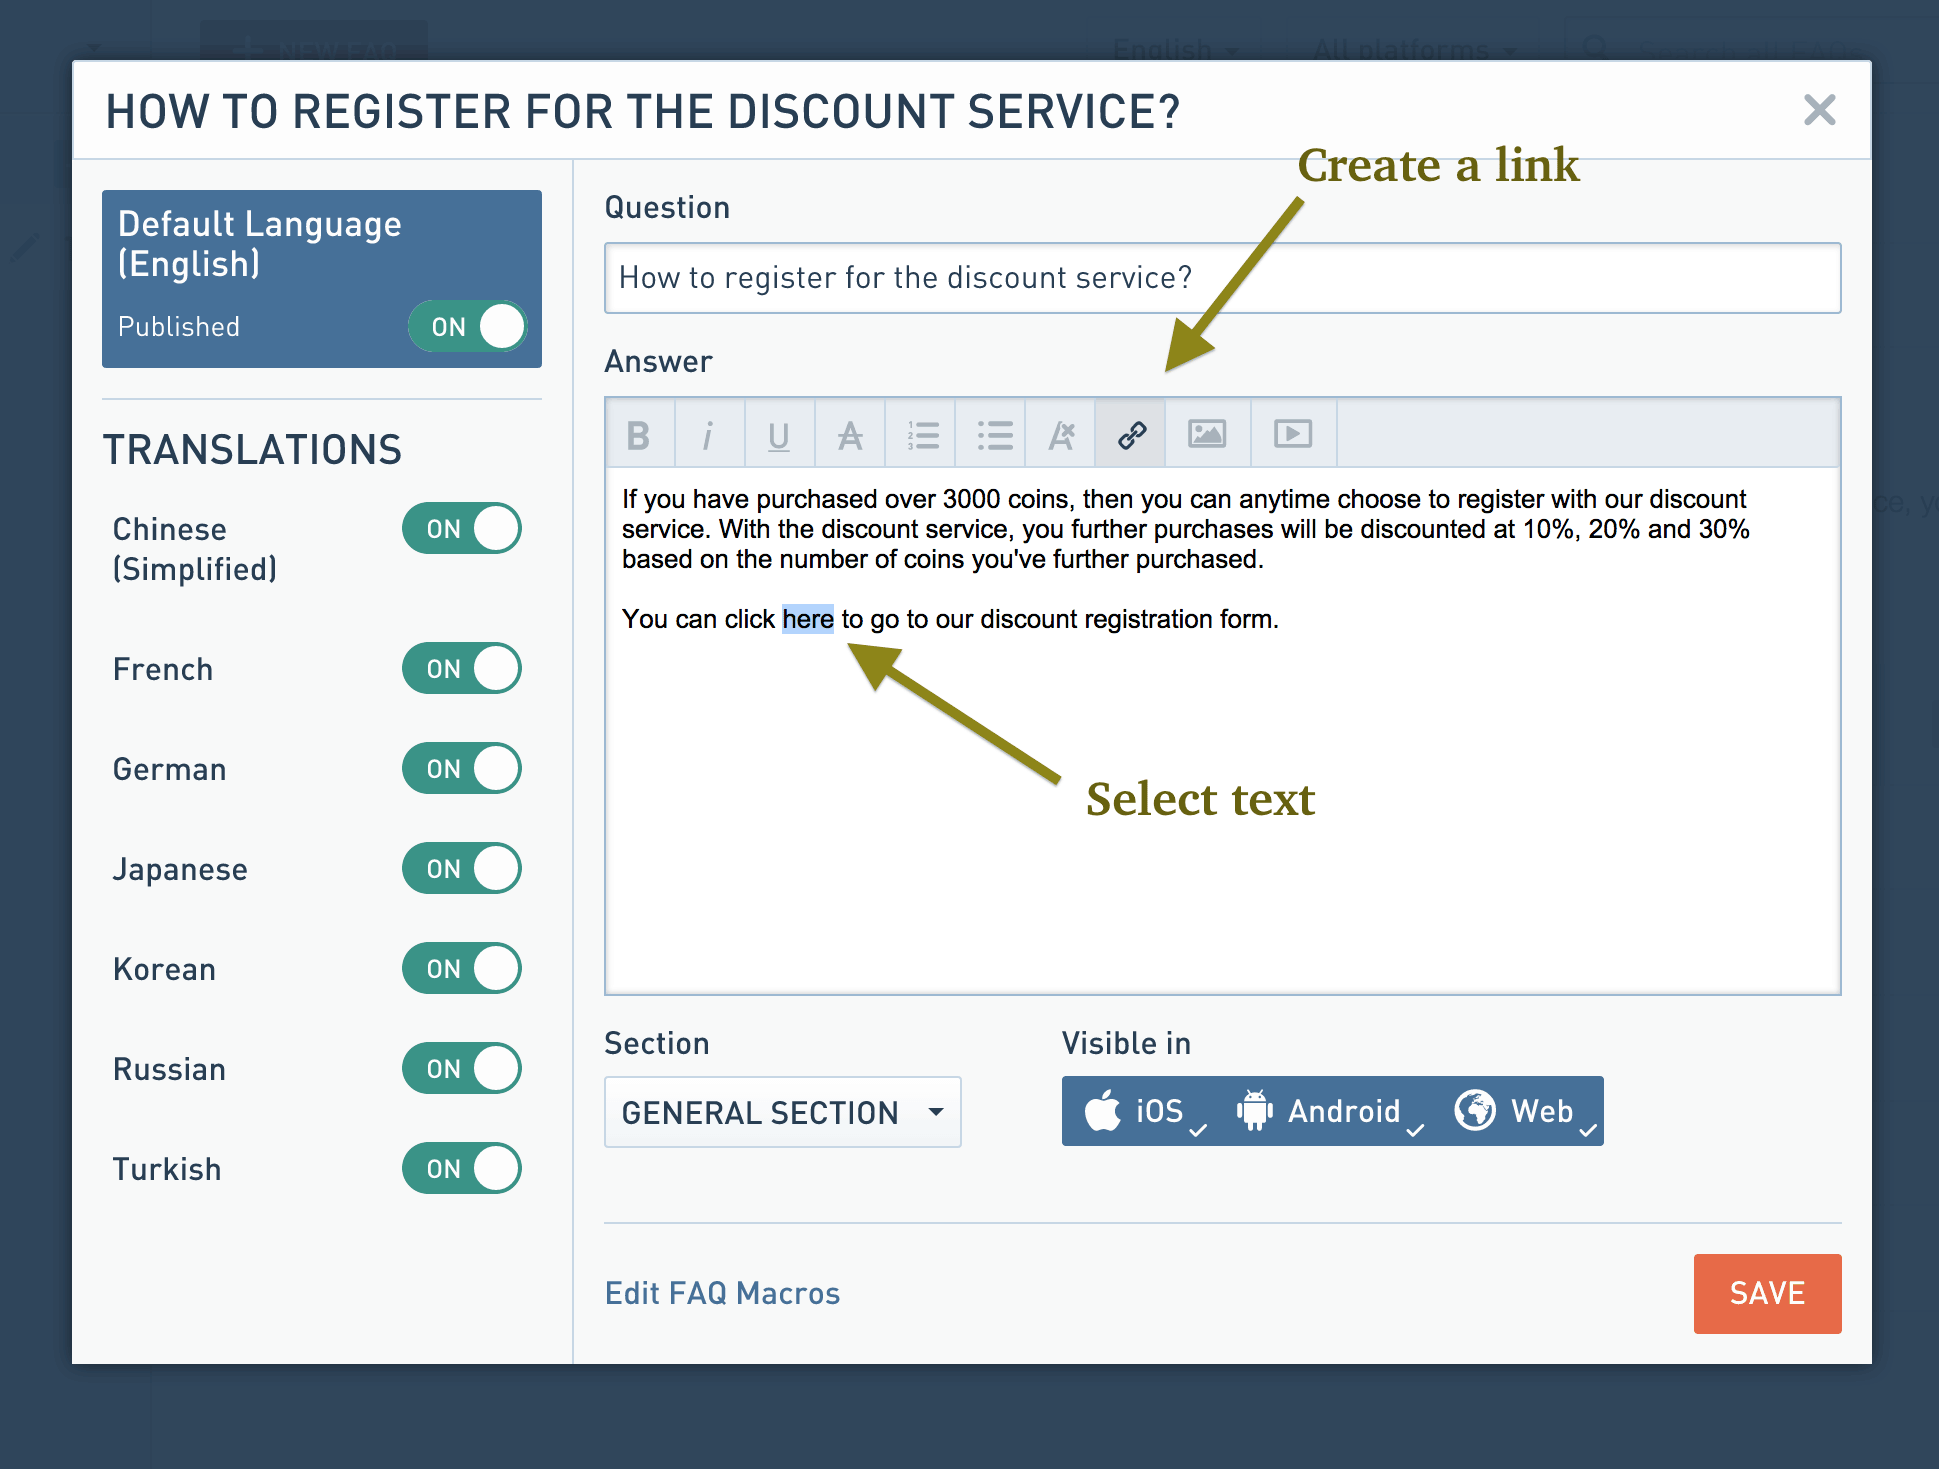 NEW FAQ
English
All platforms
HOW TO REGISTER FOR THE DISCOUNT SERVICE?
Create a link
Default Language
(English)
Published
ON
TRANSLATIONS
Chinese
(Simplified)
ON
French
ON
German
ON
Japanese
ON
Korean
ON
Russian
ON
Turkish
ON
Question
How to register for the discount service?
Answer
B i U A A
If you have purchased over 3000 coins, then you can anytime choose to register with our discount
service. With the discount service, you further purchases will be discounted at 10%, 20% and 30%
based on the number of coins you've further purchased.
You can click here to go to our discount registration form.
Select text
Section
GENERAL SECTION
Visible in
iOS Android Web
Edit FAQ Macros
SAVE